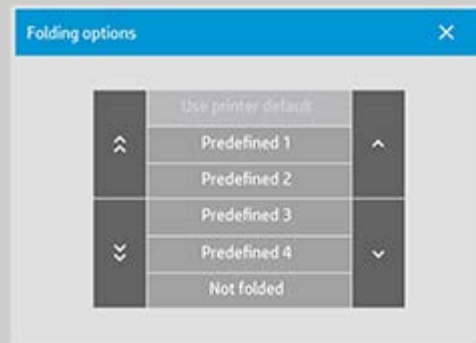 Folding options
Use printer default
Predefined 1
Predefined 2
Predefined 3
Predefined 4
Not folded